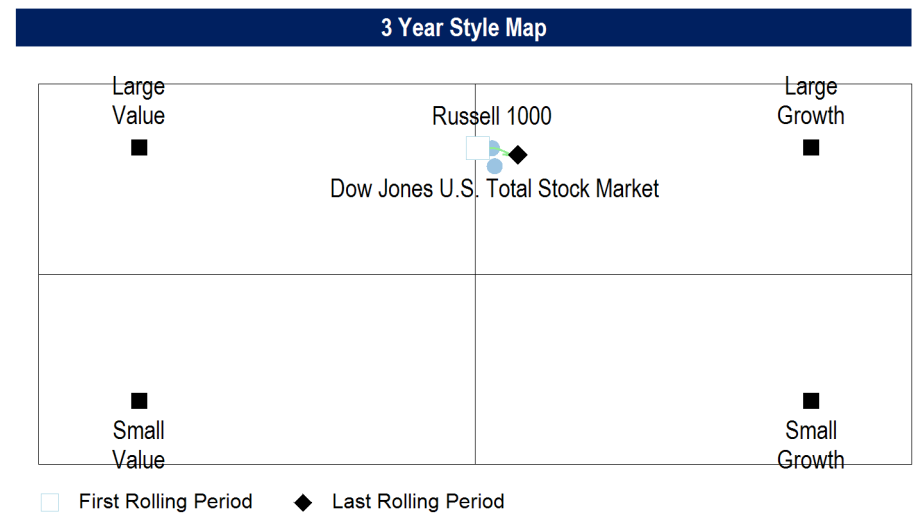 3 Year Style Map
Large
Value
Large
Growth
Russell 1000
Dow Jones U.S. Total Stock Market
Small
Value
Small
Growth
First Rolling Period
Last Rolling Period